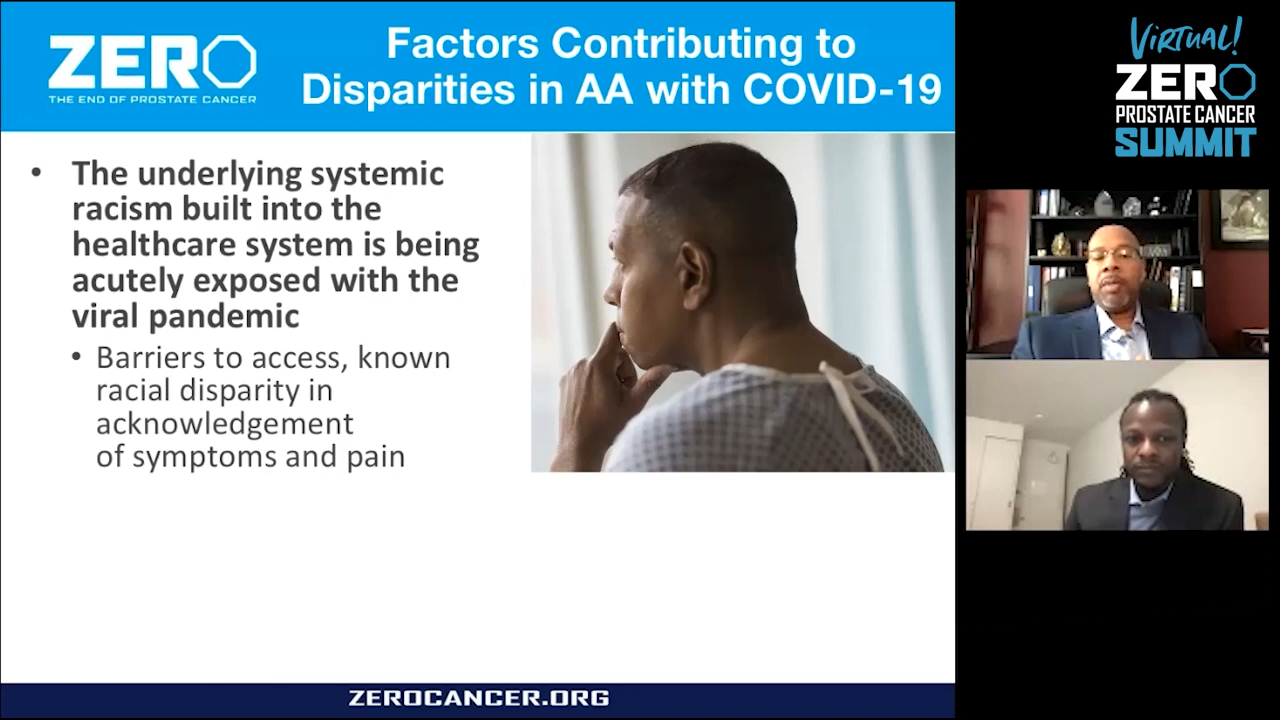 ZERO
THE END OF PROSTATE CANCER
Factors Contributing to
Disparities in AA with COVID-19
• The underlying systemic
racism built into the
healthcare system is being
acutely exposed with the
viral pandemic
• Barriers to access, known
racial disparity in
acknowledgement
of symptoms and pain
ZEROCANCER.ORG
VIRTUAL!
ZERO
PROSTATE CANCER
SUMMIT